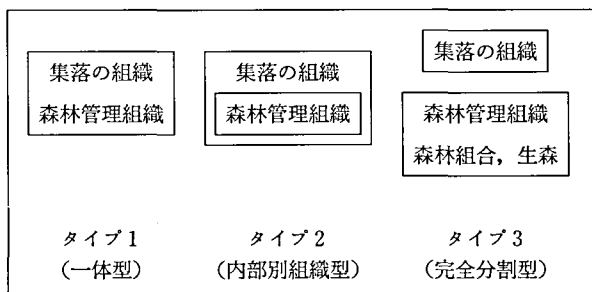 集落の組織
森林管理組織
タイプ1
（一体型）
集落の組織
森林管理組織
タイプ2
（内部別組織型）
集落の組織
森林管理組織
森林組合，生森
タイプ3
（完全分割型）